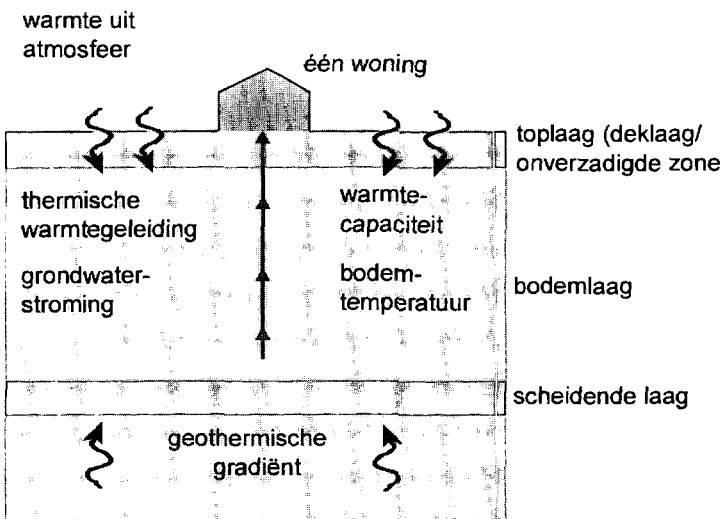 warmte uit
atmosfeer
één woning
toplaag (deklaag/
onverzadigde zone
thermische
warmtegeleiding
warmte-
capaciteit
grondwater-
stroming
bodem-
temperatuur
bodemlaag
scheidende laag
geothermische
gradiënt